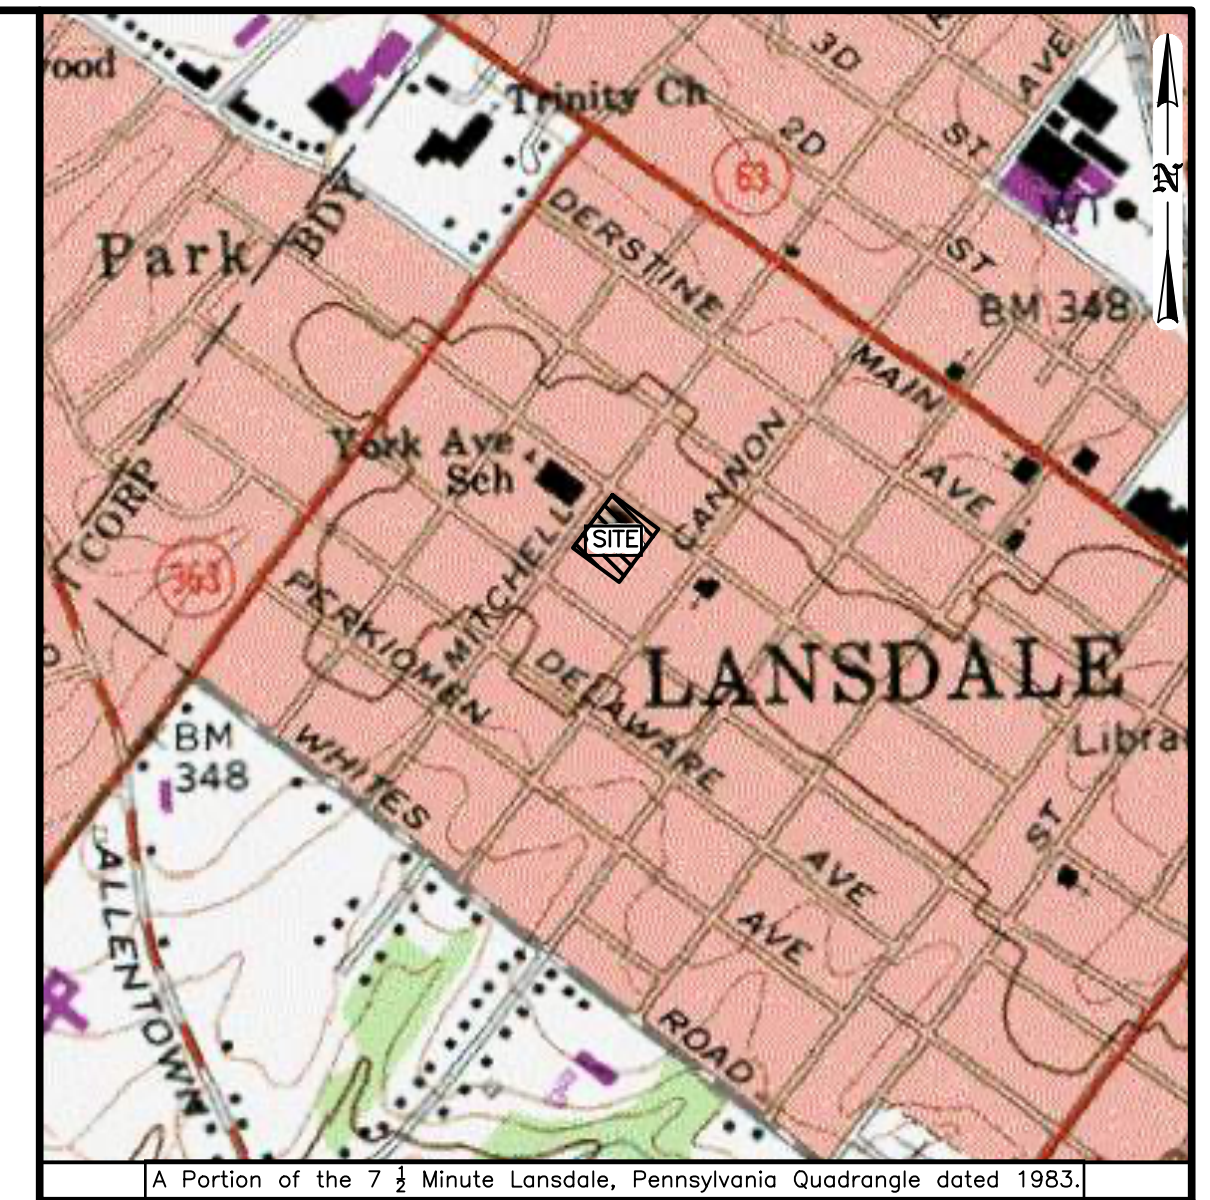 3D
AVE
Trinity Ch
2D
ST
63
Park
BDY
N
WT
DERSTINE
ST
BM 348
MAIN
York Ave
Sch
CANNON
AVE
CORP
SITE
MITCHELL
363
PERKIOMEN
DELAWARE
LANSDALE
BM
348
WHITES
ST
AVE
AVE
ALLENTOWN
ROAD
A Portion of the 7 ½ Minute Lansdale, Pennsylvania Quadrangle dated 1983.